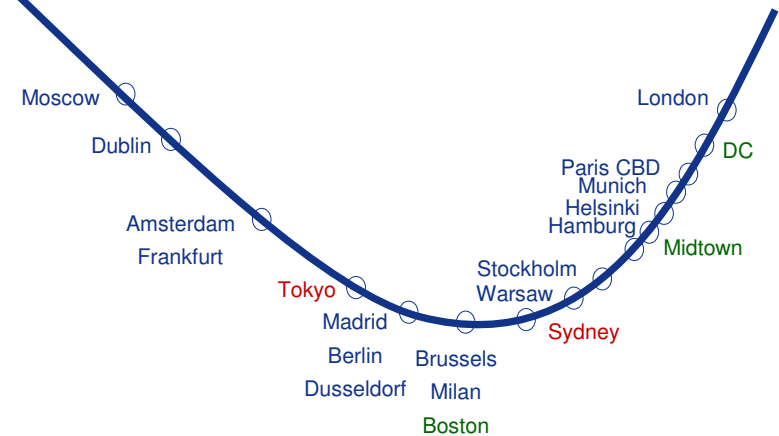 Moscow
London
Dublin
DC
Paris CBD
Munich
Helsinki
Hamburg
Amsterdam
Midtown
Frankfurt
Stockholm
Tokyo
Warsaw
Madrid
Sydney
Berlin
Brussels
Dusseldorf
Milan
Boston